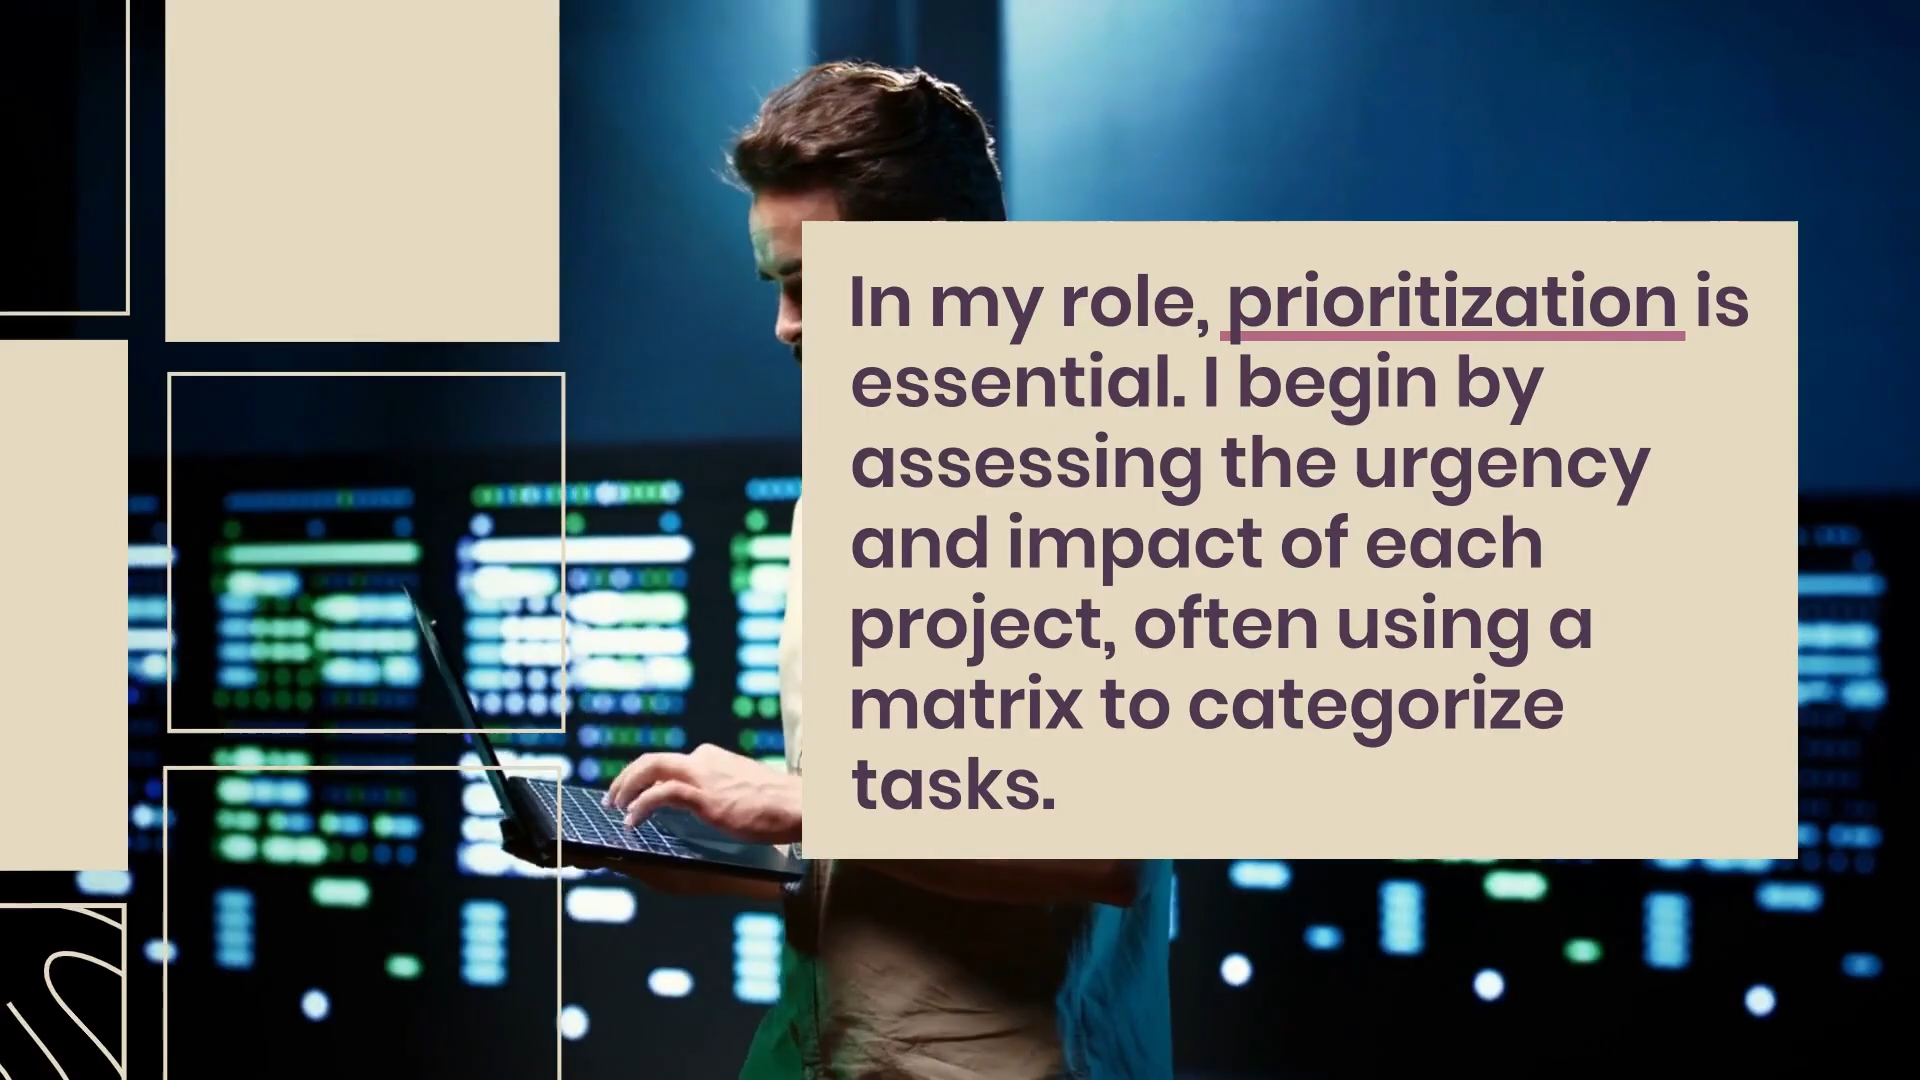 In my role, prioritization is
essential. I begin by
assessing the urgency
and impact of each
project, often using a
matrix to categorize
tasks.